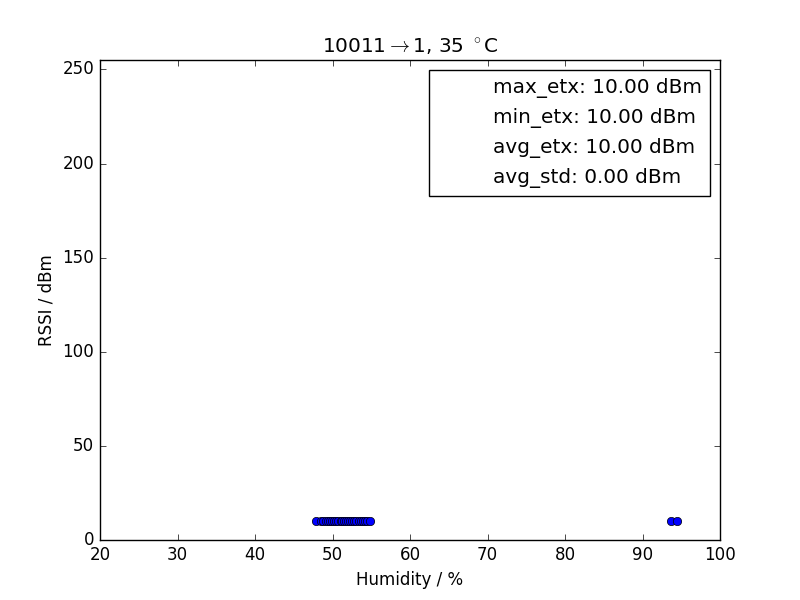 10011→1, 35 °C
max_etx: 10.00 dBm
min_etx: 10.00 dBm
avg_etx: 10.00 dBm
avg_std: 0.00 dBm
RSSI / dBm
250
200
150
100
50
0
20 30 40 50 60 70 80 90 100
Humidity / %